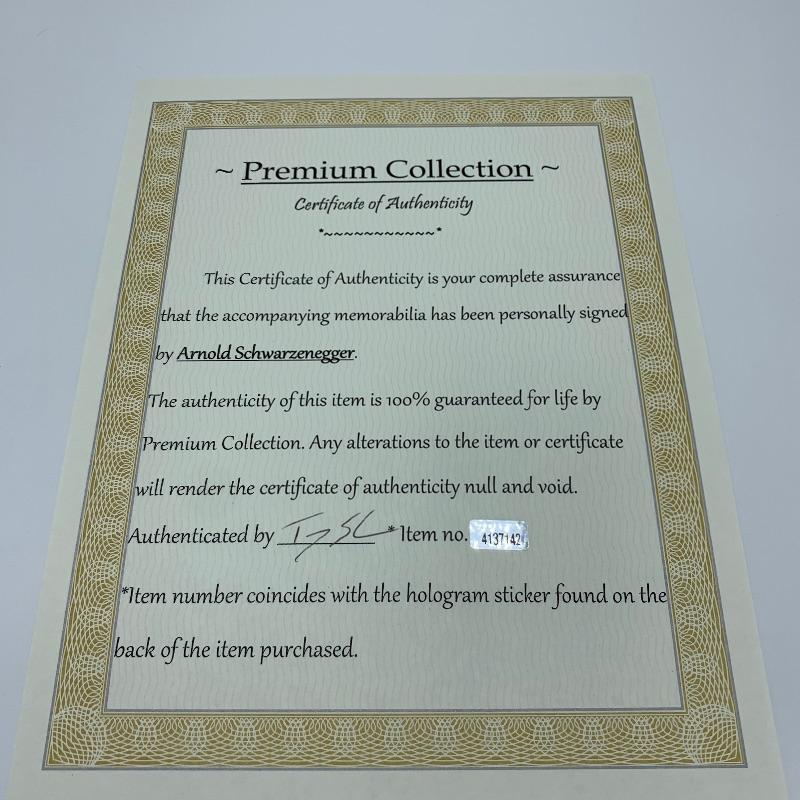 ~ Premium Collection ~
Certificate of Authenticity
*~~~~~~~~~~~*
This Certificate of Authenticity is your complete assurance
that the accompanying memorabilia has been personally signed
by Arnold Schwarzenegger.
The authenticity of this item is 100% guaranteed for life by
Premium Collection. Any alterations to the item or certificate
will render the certificate of authenticity null and void.
Authenticated by * Item no. 4137142
*Item number coincides with the hologram sticker found on the
back of the item purchased.